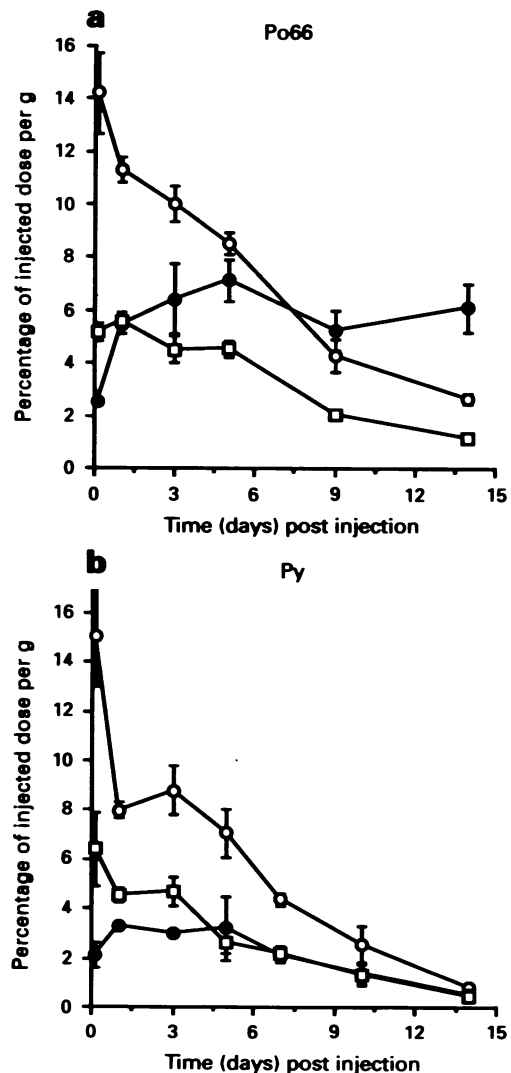 a
Po66
Percentage of injected dose per g
16
14
12
10
8
6
4
2
0
0 3 6 9 12 15
Time (days) post injection
b
Py
Percentage of injected dose per g
16
14
12
10
8
6
4
2
0
0 3 6 9 12 15
Time (days) post injection